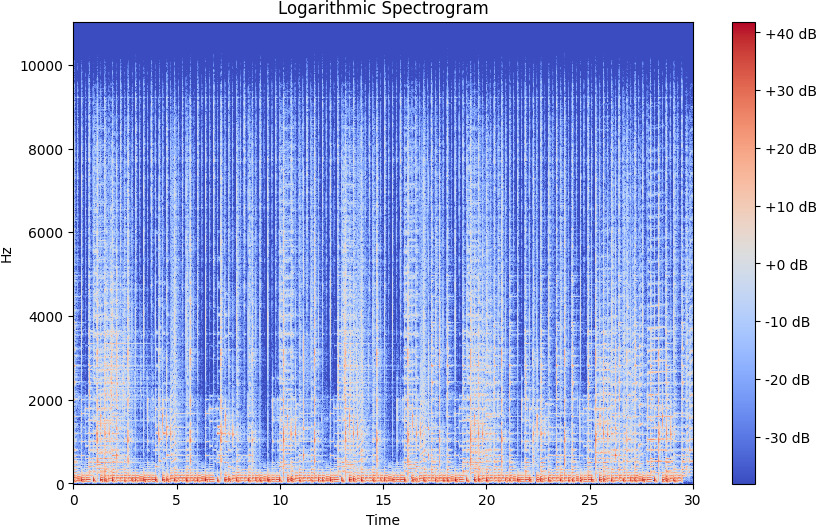 Logarithmic Spectrogram
Hz
10000
8000
6000
4000
2000
0
0 5 10 15 20 25 30
Time
+40 dB
+30 dB
+20 dB
+10 dB
+0 dB
-10 dB
-20 dB
-30 dB